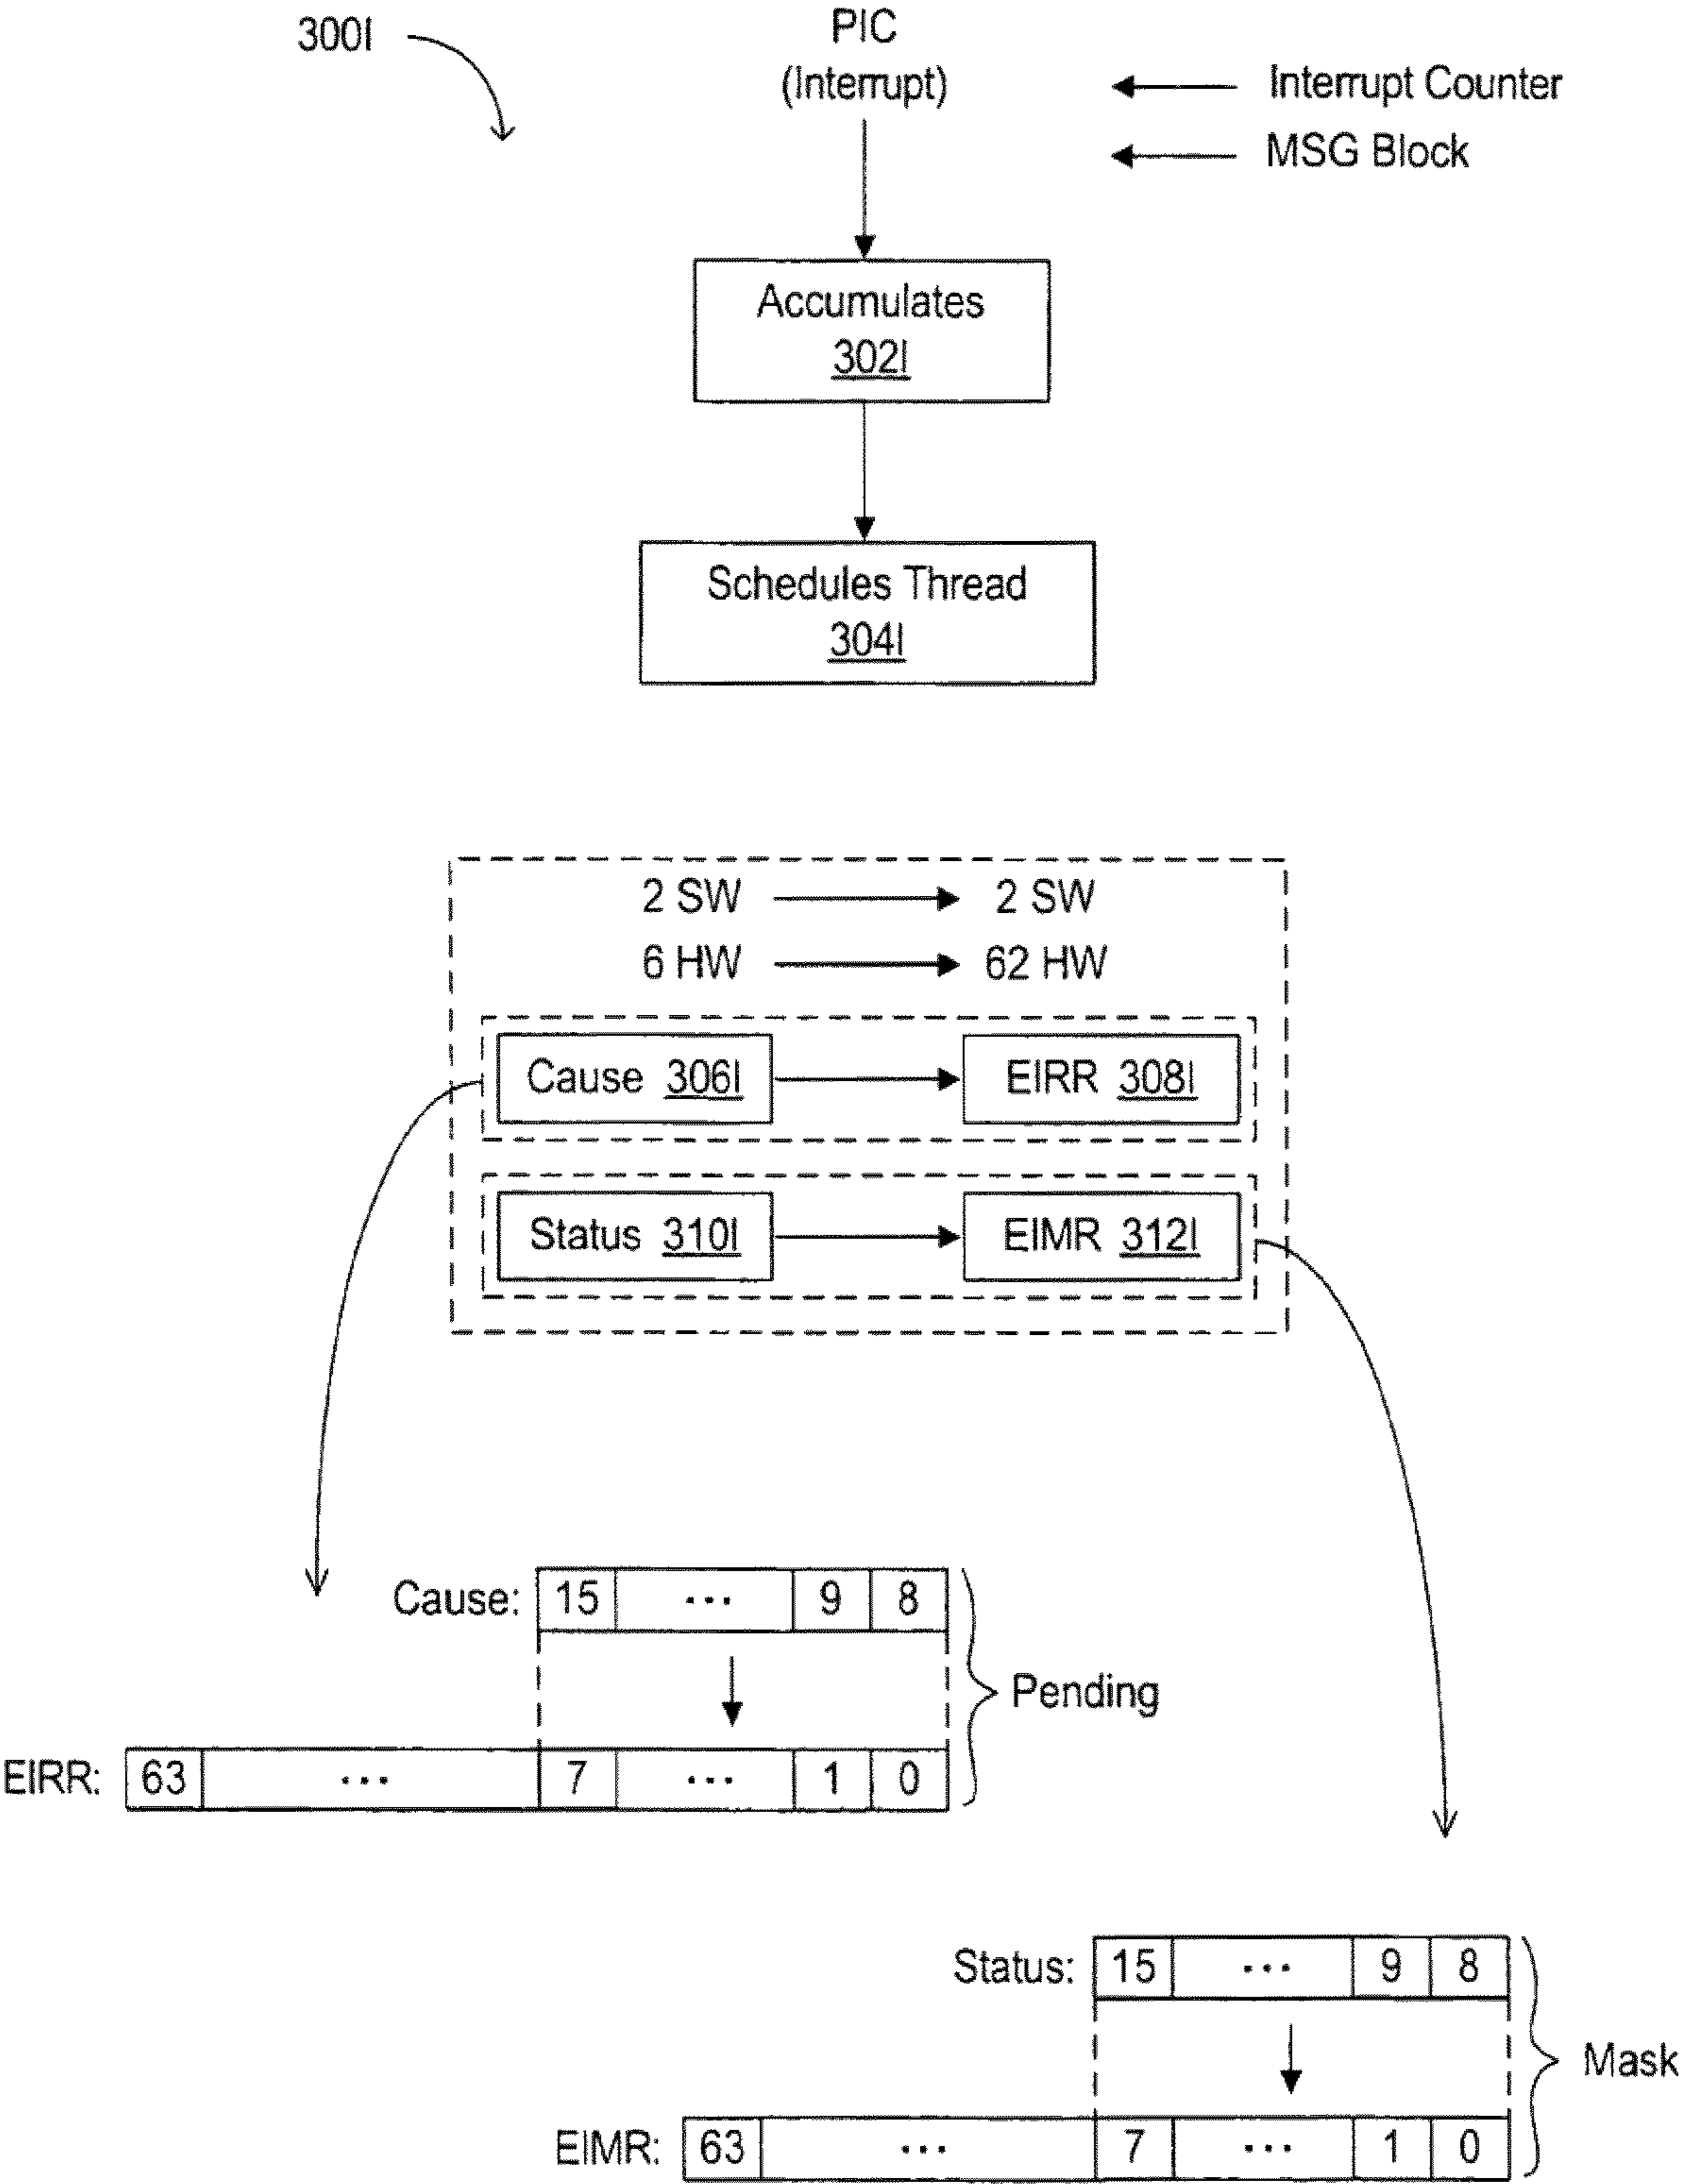 300I
PIC
(Interrupt)
Interrupt Counter
MSG Block
Accumulates
302I
Schedules Thread
304I
2 SW 2 SW
6 HW 62 HW
Cause 306I EIRR 308I
Status 310I EIMR 312I
Cause: 15 ... 9 8
Pending
EIRR: 63 ... 7 ... 1 0
Status: 15 ... 9 8
Mask
EIMR: 63 ... 7 ... 1 0